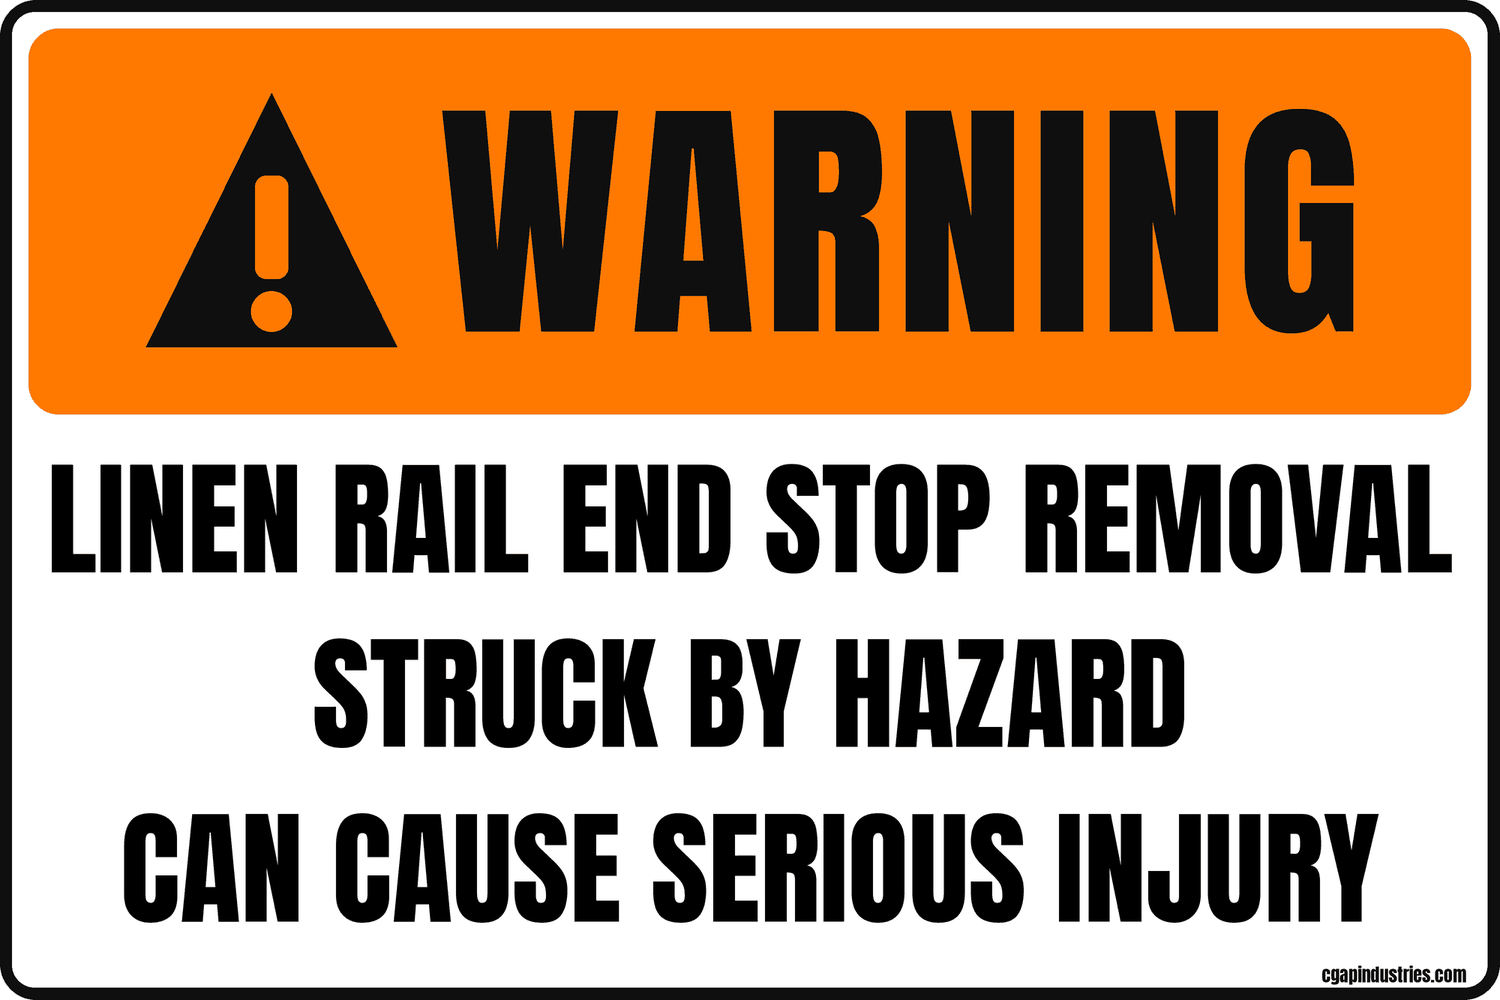 WARNING
LINEN RAIL END STOP REMOVAL
STRUCK BY HAZARD
CAN CAUSE SERIOUS INJURY
cgapindustries.com